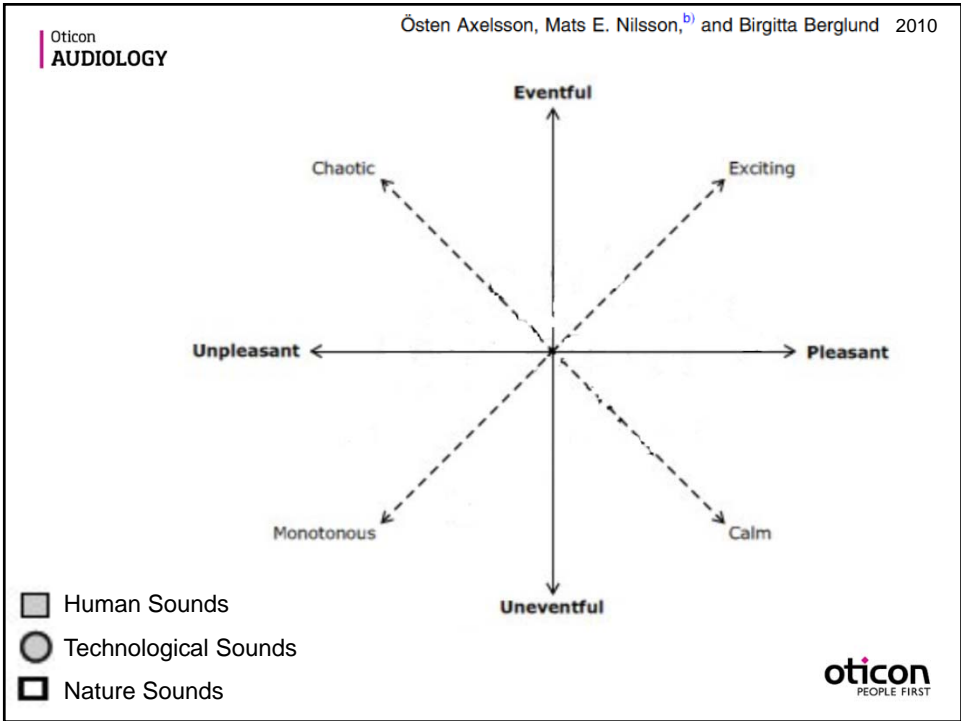 Östen Axelsson, Mats E. Nilsson,b) and Birgitta Berglund 2010
Oticon
AUDIOLOGY
Eventful
Chaotic
Exciting
Unpleasant
Pleasant
Monotonous
Calm
Uneventful
Human Sounds
Technological Sounds
Nature Sounds
oticon
PEOPLE FIRST